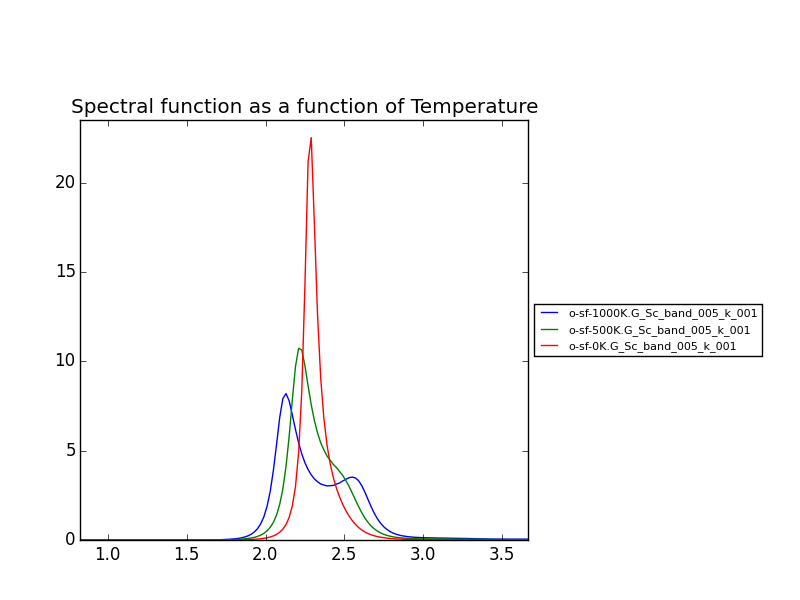 Spectral function as a function of Temperature
20
15
10
5
0
1.0 1.5 2.0 2.5 3.0 3.5
o-sf-1000K.G_Sc_band_005_k_001
o-sf-500K.G_Sc_band_005_k_001
o-sf-0K.G_Sc_band_005_k_001